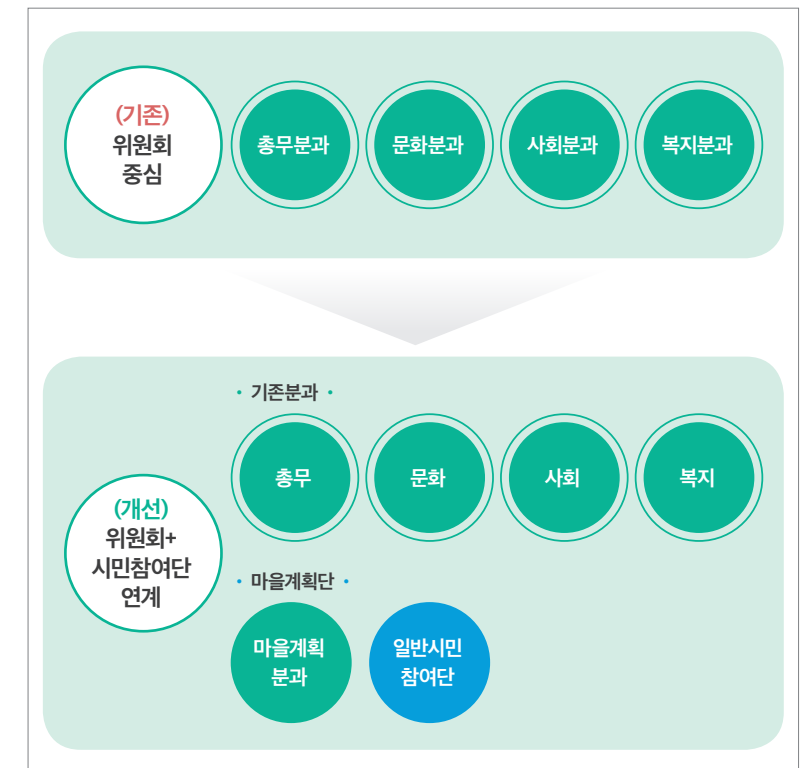 (기존)
위원회
중심
총무분과
문화분과
사회분과
복지분과
• 기존분과 •
총무
문화
사회
복지
(개선)
위원회+
시민참여단
연계
• 마을계획단 •
마을계획
분과
일반시민
참여단